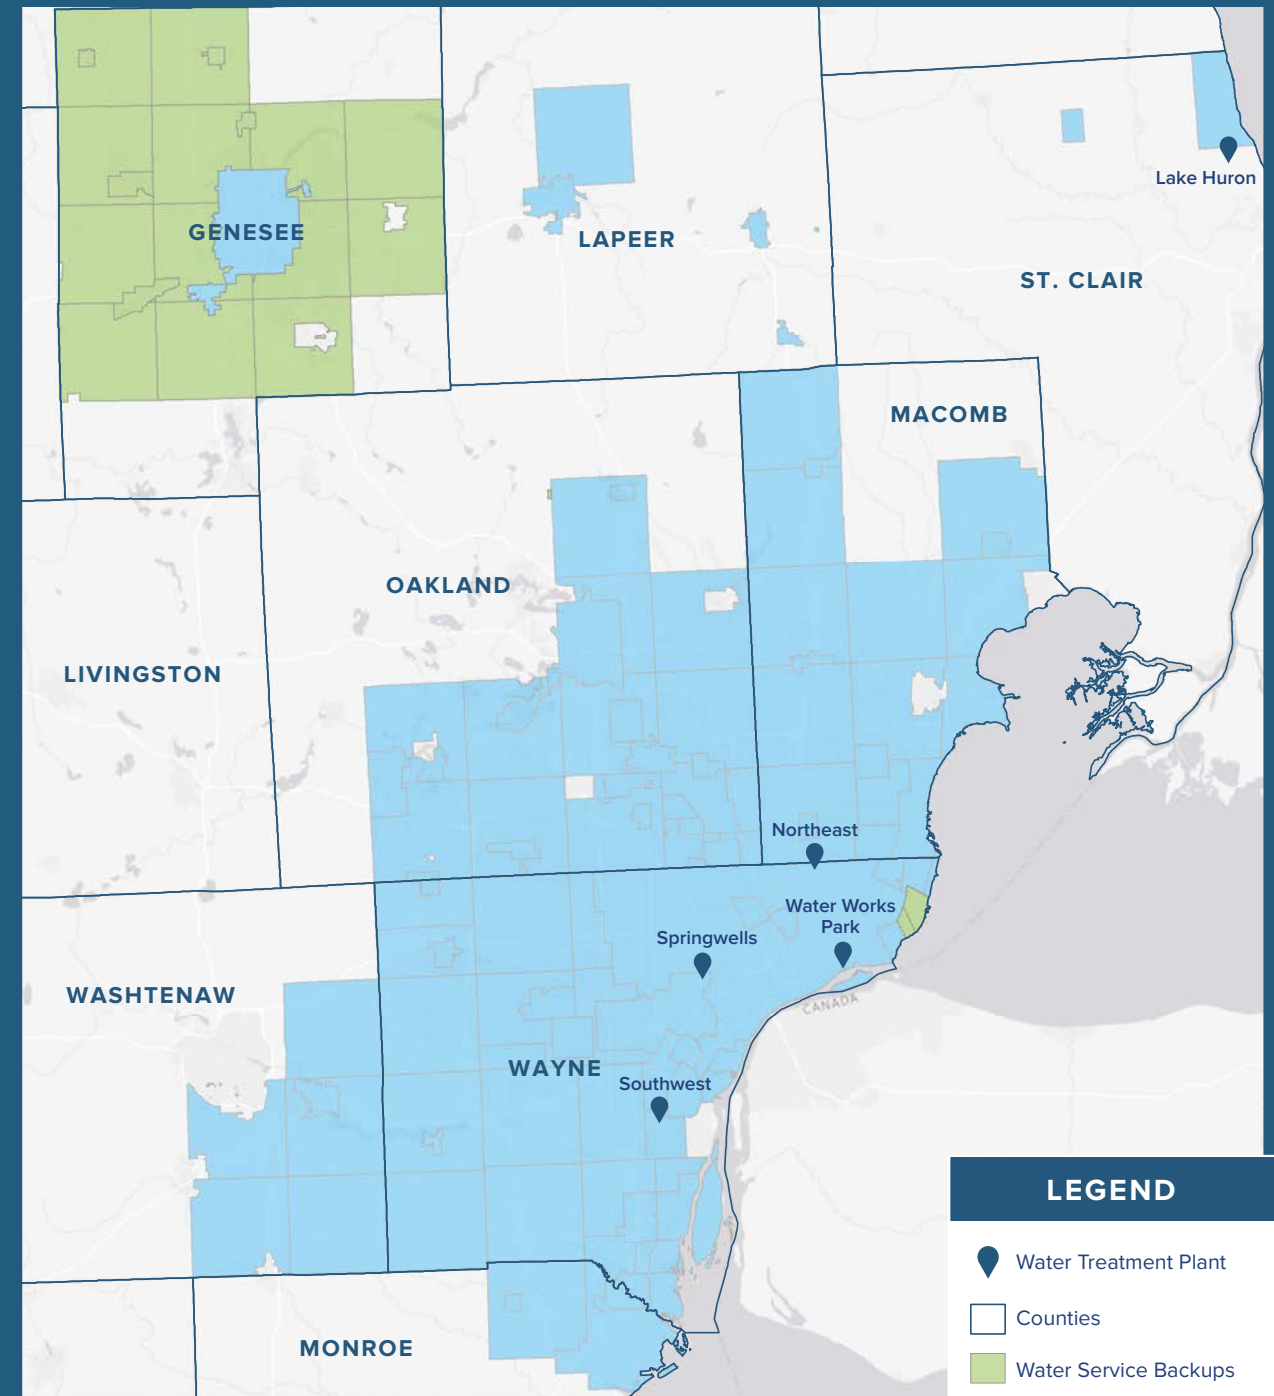 Lake Huron
GENESEE
LAPEER
ST. CLAIR
MACOMB
OAKLAND
LIVINGSTON
Northeast
Water Works
Park
Springwells
WASHTENAW
CANADA
WAYNE
Southwest
MONROE
LEGEND
Water Treatment Plant
Counties
Water Service Backups